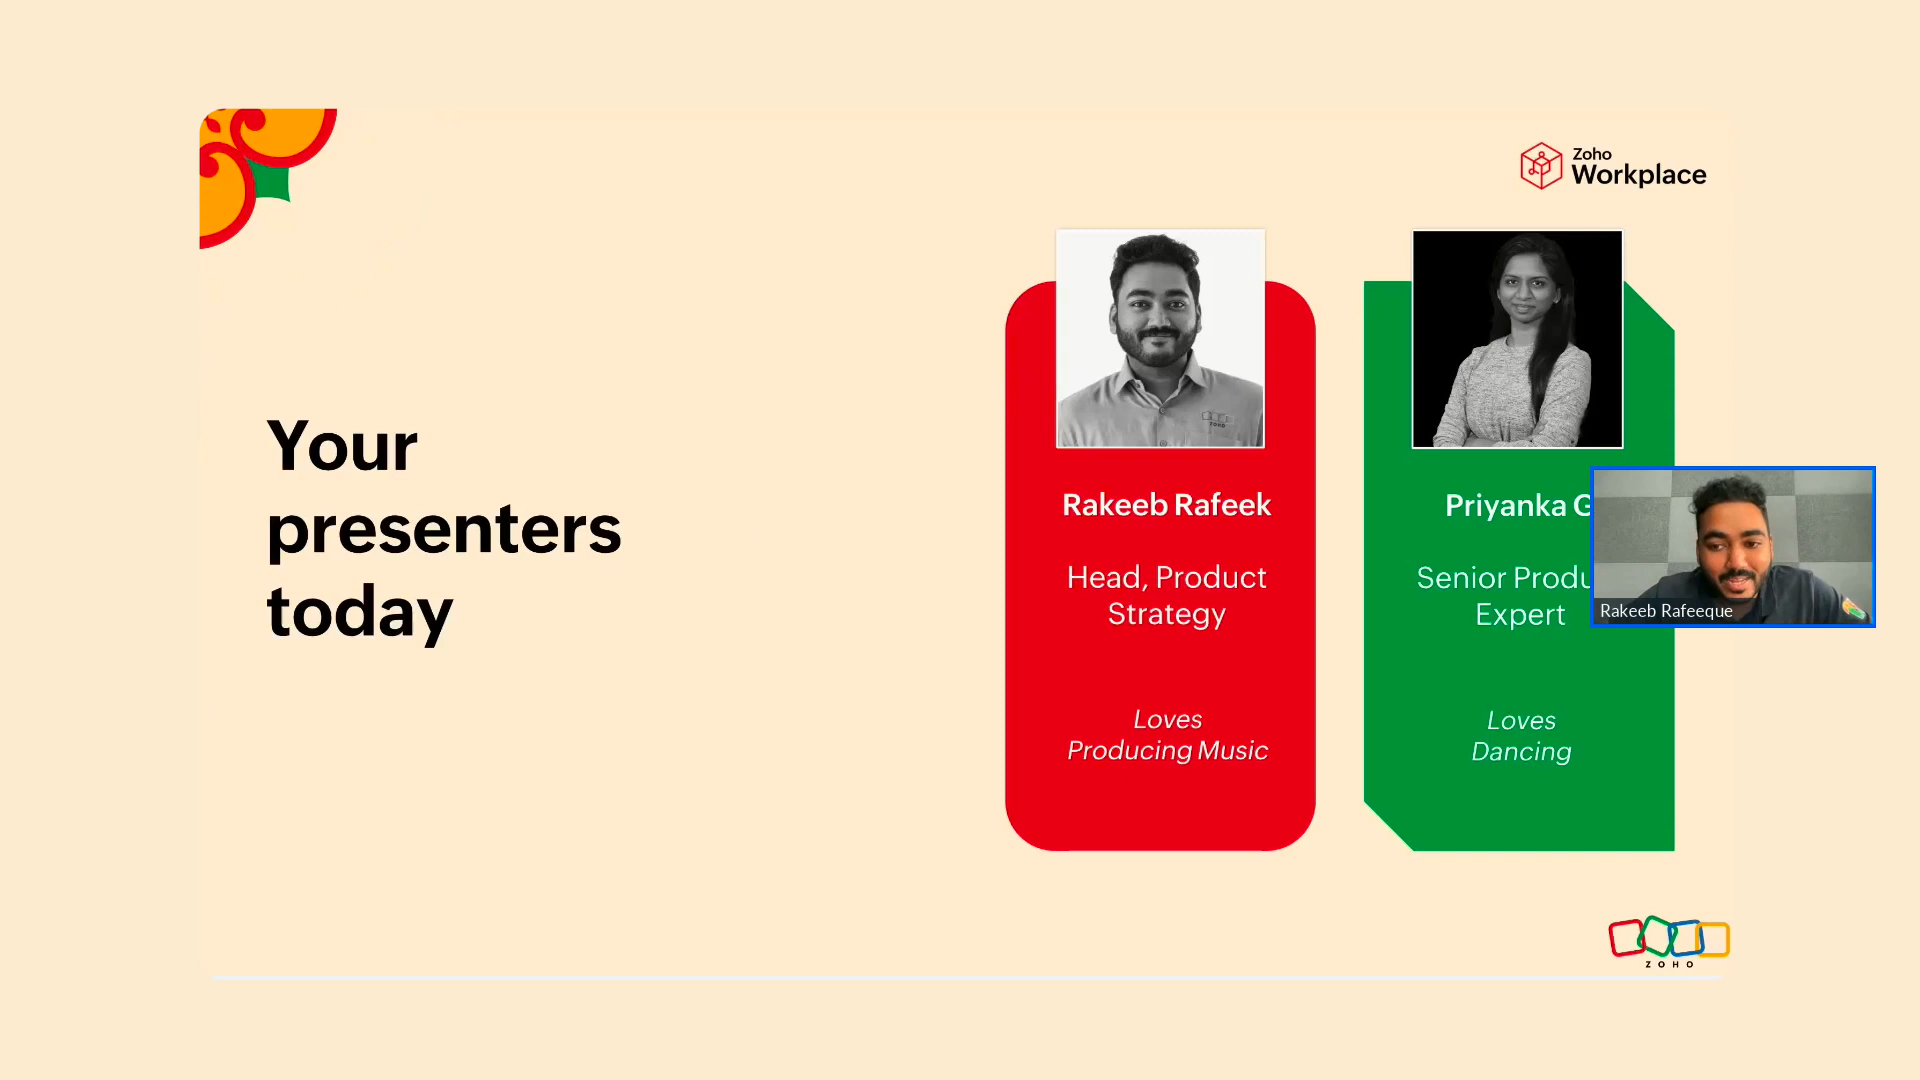 Zoho
Workplace
Your
presenters
today
Rakeeb Rafeek
Head, Product
Strategy
Loves
Producing Music
Priyanka G
Senior
Expert
Loves
Dancing
Rakeeb Rafeeque
ZOHO
ZOHO